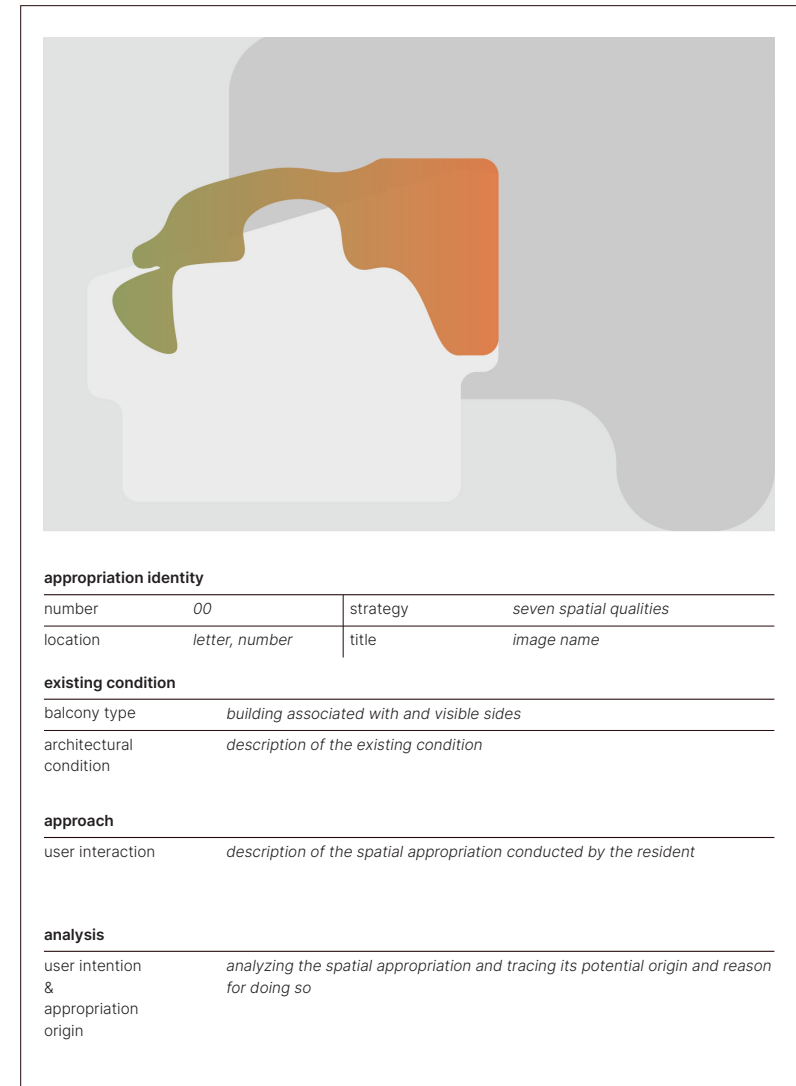 appropriation identity
number 00 strategy seven spatial qualities
location letter, number title image name
existing condition
balcony type building associated with and visible sides
architectural description of the existing condition
condition
approach
user interaction description of the spatial appropriation conducted by the resident
analysis
user intention analyzing the spatial appropriation and tracing its potential origin and reason
& for doing so
appropriation
origin